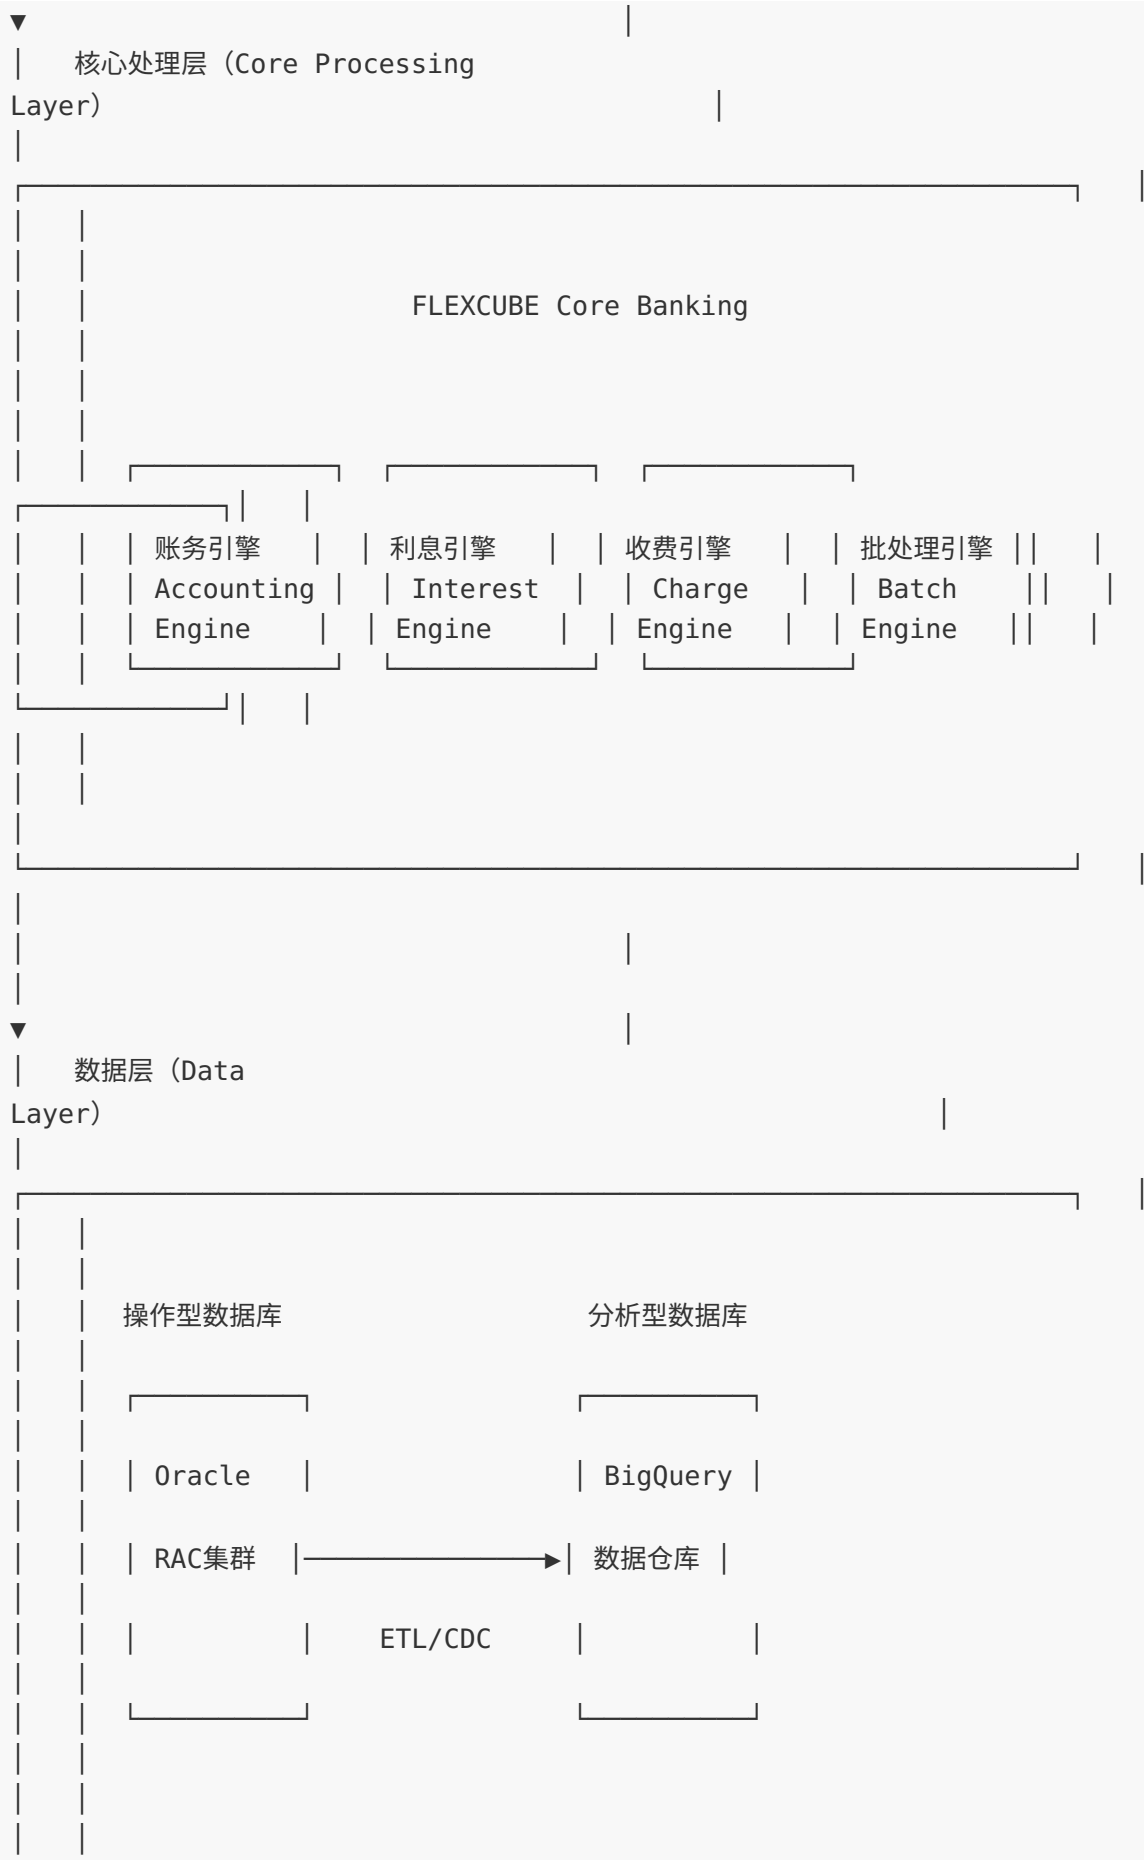 核心处理层（Core Processing
Layer）
FLEXCUBE Core Banking
账务引擎 利息引擎 收费引擎 批处理引擎
Accounting Interest Charge Batch
Engine Engine Engine Engine
数据层（Data
Layer）
操作型数据库 分析型数据库
Oracle BigQuery
RAC集群 数据仓库
ETL/CDC